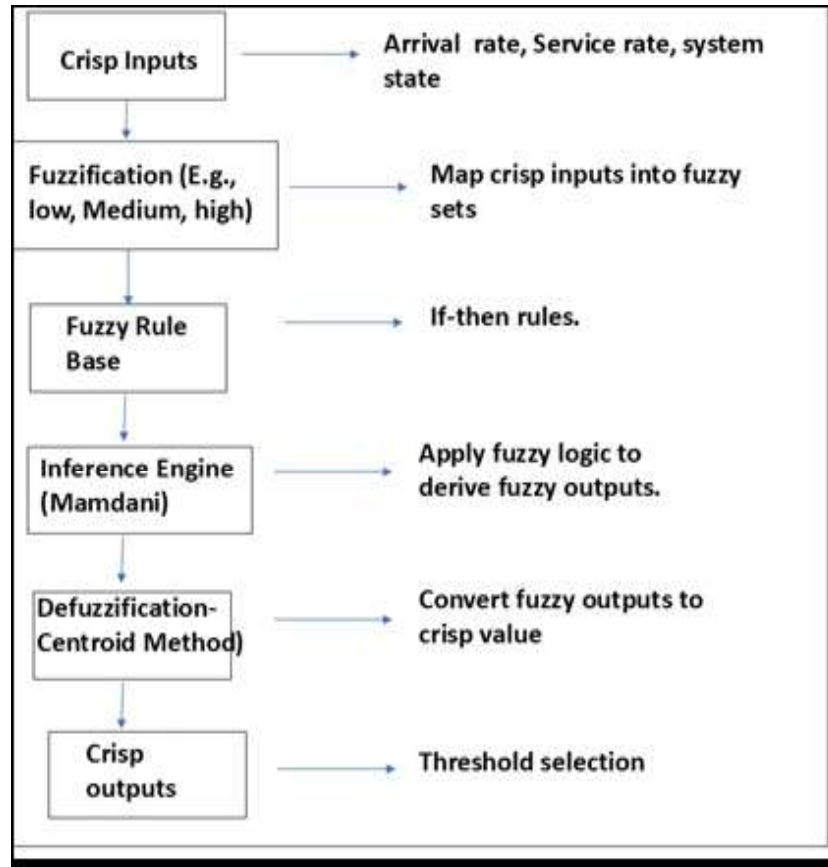 Crisp Inputs
Arrival rate, Service rate, system
state
Fuzzification (E.g.,
low, Medium, high)
Map crisp inputs into fuzzy
sets
Fuzzy Rule
Base
If-then rules.
Inference Engine
(Mamdani)
Apply fuzzy logic to
derive fuzzy outputs.
Defuzzification-
Centroid Method)
Convert fuzzy outputs to
crisp value
Crisp
outputs
Threshold selection